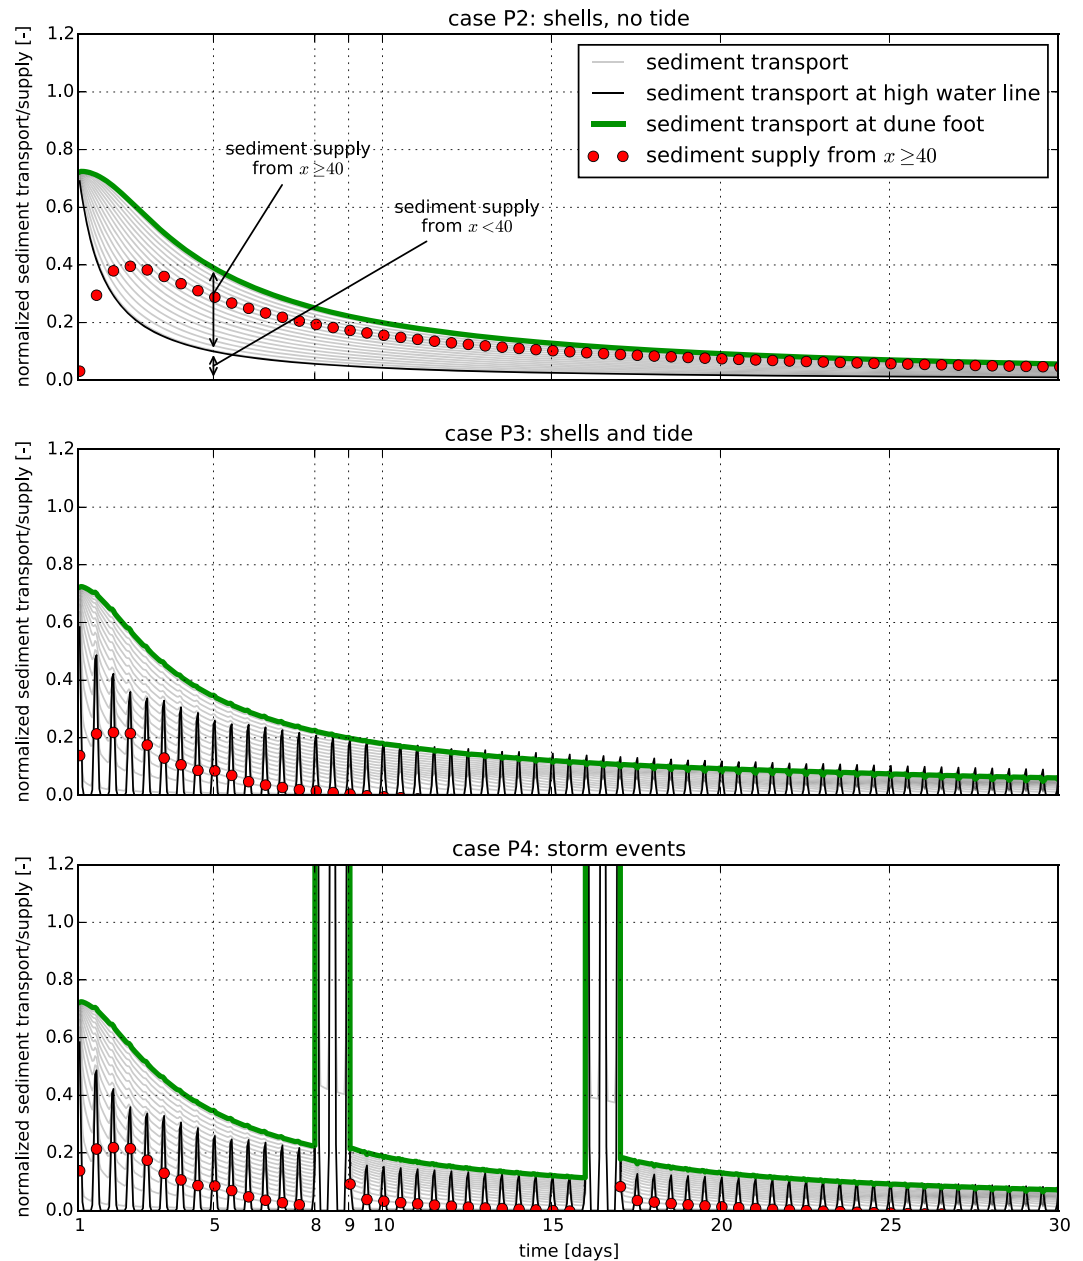 case P2: shells, no tide
normalized sediment transport/supply [-]
1.2
1.0
0.8
0.6
0.4
0.2
0.0
sediment transport
sediment transport at high water line
sediment transport at dune foot
sediment supply from x ≥40
sediment supply
from x ≥40
sediment supply
from x <40
case P3: shells and tide
normalized sediment transport/supply [-]
1.2
1.0
0.8
0.6
0.4
0.2
0.0
case P4: storm events
normalized sediment transport/supply [-]
1.2
1.0
0.8
0.6
0.4
0.2
0.0
1 5 8 9 10 15 20 25 30
time [days]